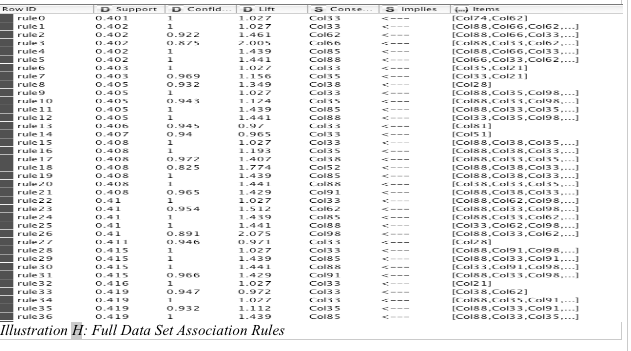 Row ID D Support D Confid... D Lift S Conse... S Implies {...} Items
rule0 0.401 1 1.027 Col33 <--- [Col74,Col62]
rule1 0.402 1 1.027 Col33 <--- [Col88,Col66,Col62,...]
rule2 0.402 0.922 1.461 Col62 <--- [Col88,Col66,Col33,...]
rule3 0.402 0.875 2.005 Col66 <--- [Col88,Col33,Col62,...]
rule4 0.402 1 1.439 Col85 <--- [Col88,Col66,Col33,...]
rule5 0.402 1 1.441 Col88 <--- [Col66,Col33,Col62,...]
rule6 0.403 1 1.027 Col33 <--- [Col35,Col21]
rule7 0.403 0.969 1.156 Col35 <--- [Col33,Col21]
rule8 0.405 0.932 1.349 Col38 <--- [Col28]
rule9 0.405 1 1.027 Col33 <--- [Col88,Col35,Col98,...]
rule10 0.405 0.943 1.124 Col35 <--- [Col88,Col33,Col98,...]
rule11 0.405 1 1.439 Col85 <--- [Col88,Col33,Col35,...]
rule12 0.405 1 1.441 Col88 <--- [Col33,Col35,Col98,...]
rule13 0.406 0.945 0.97 Col33 <--- [Col81]
rule14 0.407 0.94 0.965 Col33 <--- [Col51]
rule15 0.408 1 1.027 Col33 <--- [Col88,Col38,Col35,...]
rule16 0.408 1 1.193 Col35 <--- [Col88,Col38,Col33,...]
rule17 0.408 0.972 1.407 Col38 <--- [Col88,Col33,Col35,...]
rule18 0.408 0.825 1.774 Col52 <--- [Col88,Col38,Col33,...]
rule19 0.408 1 1.439 Col85 <--- [Col88,Col38,Col33,...]
rule20 0.408 1 1.441 Col88 <--- [Col38,Col33,Col35,...]
rule21 0.408 0.965 1.429 Col91 <--- [Col88,Col38,Col33,...]
rule22 0.41 1 1.027 Col33 <--- [Col88,Col62,Col98,...]
rule23 0.41 0.954 1.512 Col62 <--- [Col88,Col33,Col98,...]
rule24 0.41 1 1.439 Col85 <--- [Col88,Col33,Col62,...]
rule25 0.41 1 1.441 Col88 <--- [Col33,Col62,Col98,...]
rule26 0.41 0.891 2.075 Col98 <--- [Col88,Col33,Col62,...]
rule27 0.411 0.946 0.971 Col33 <--- [Col28]
rule28 0.415 1 1.027 Col33 <--- [Col88,Col91,Col98,...]
rule29 0.415 1 1.439 Col85 <--- [Col88,Col33,Col91,...]
rule30 0.415 1 1.441 Col88 <--- [Col33,Col91,Col98,...]
rule31 0.415 0.966 1.429 Col91 <--- [Col88,Col33,Col98,...]
rule32 0.416 1 1.027 Col33 <--- [Col21]
rule33 0.419 0.947 0.972 Col33 <--- [Col38,Col62]
rule34 0.419 1 1.027 Col33 <--- [Col88,Col35,Col91,...]
rule35 0.419 0.932 1.112 Col35 <--- [Col88,Col33,Col91,...]
rule36 0.419 1 1.439 Col85 <--- [Col88,Col33,Col35,...]
Illustration H: Full Data Set Association Rules